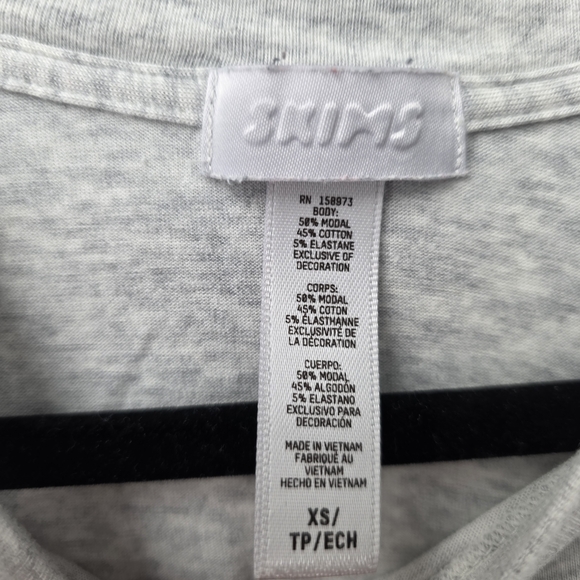 SKIMS
RN 158973
BODY:
50% MODAL
45% COTTON
5% ELASTANE
EXCLUSIVE OF
DECORATION
CORPS:
50% MODAL
45% COTON
5% ÉLASTHANNE
EXCLUSIVITÉ DE
LA DÉCORATION
CUERPO:
50% MODAL
45% ALGODÓN
5% ELASTANO
EXCLUSIVO PARA
DECORACIÓN
MADE IN VIETNAM
FABRIQUÉ AU
VIETNAM
HECHO EN VIETNAM
XS/
TP/ECH